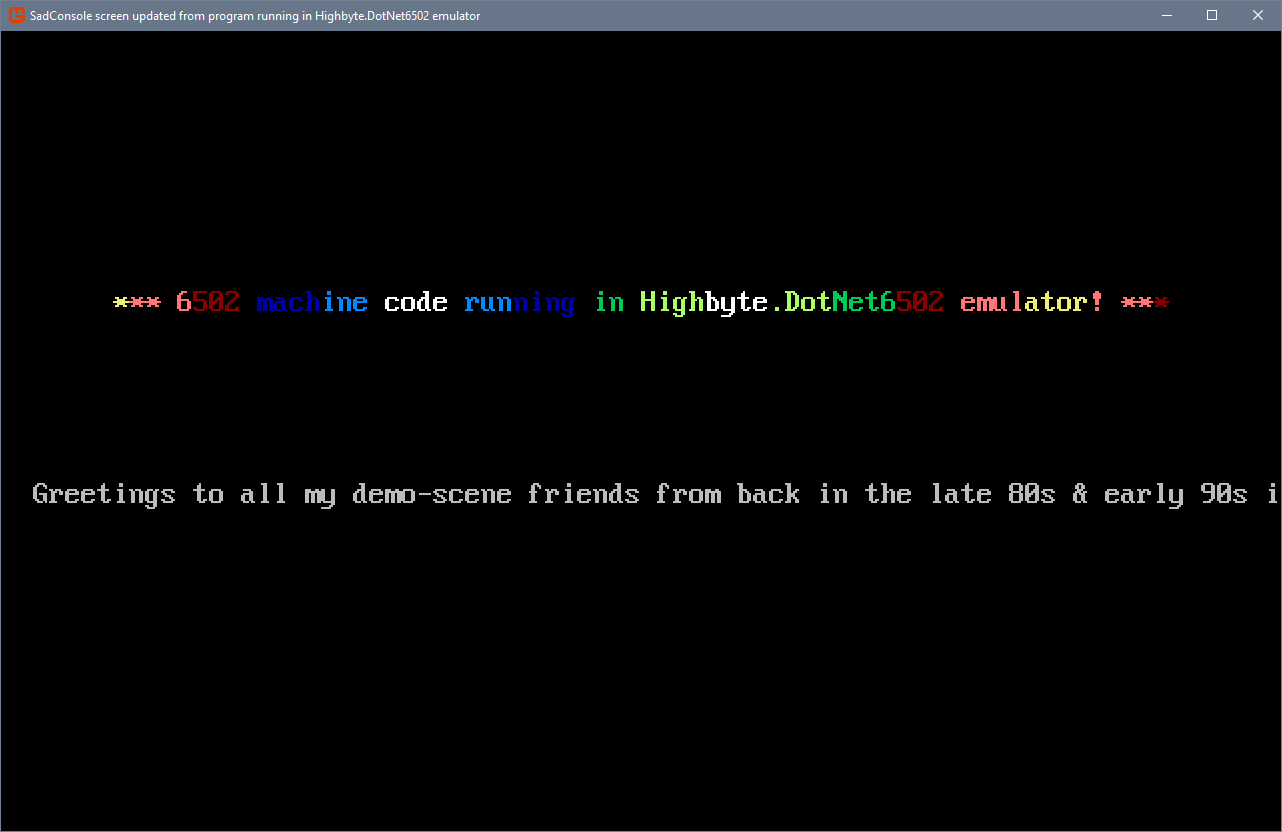 SadConsole screen updated from program running in Highbyte.DotNet6502 emulator
*** 6502 machine code running in Highbyte.DotNet6502 emulator! ***
Greetings to all my demo-scene friends from back in the late 80s & early 90s i